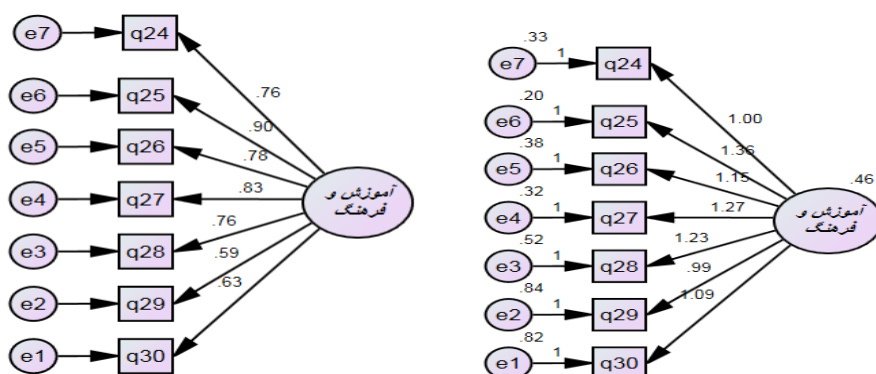 e7 q24
.76
e6 q25
.90
e5 q26
.78
e4 q27
.83
آموزش و
فرهنگ
e3 q28
.76
.59
e2 q29
.63
e1 q30
.33
e7 1 q24
1.00
.20
e6 1 q25
1.36
.38
e5 1 q26
1.15
.46
.32
e4 1 q27
1.27
آموزش و
فرهنگ
.52
e3 1 q28
1.23
.99
.84
e2 1 q29
1.09
.82
e1 1 q30